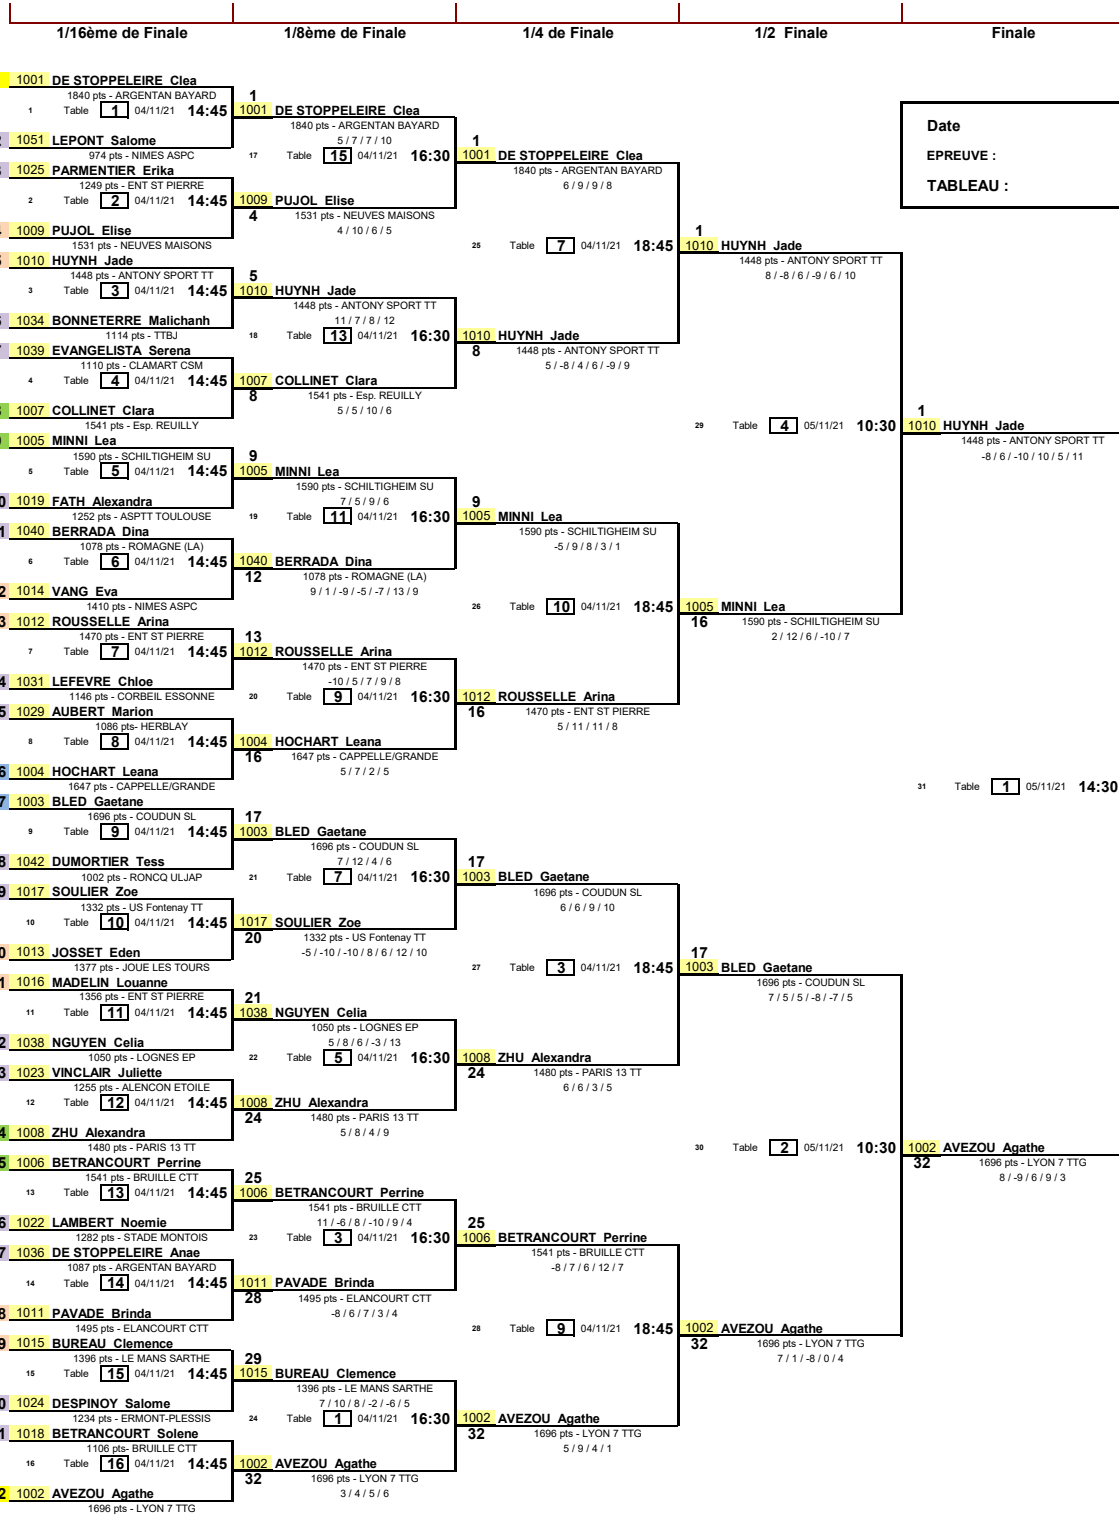 1/16ème de Finale
1/8ème de Finale
1/4 de Finale
1/2 Finale
Finale
Date
EPREUVE :
TABLEAU :
1001 DE STOPPELEIRE Clea
1840 pts - ARGENTAN BAYARD
1 Table 1 04/11/21 14:45
1051 LEPONT Salome
974 pts - NIMES ASPC
1025 PARMENTIER Erika
1249 pts - ENT ST PIERRE
2 Table 2 04/11/21 14:45
1009 PUJOL Elise
1531 pts - NEUVES MAISONS
1010 HUYNH Jade
1448 pts - ANTONY SPORT TT
3 Table 3 04/11/21 14:45
1034 BONNETERRE Malichanh
1114 pts - TTBJ
1039 EVANGELISTA Serena
1110 pts - CLAMART CSM
4 Table 4 04/11/21 14:45
1007 COLLINET Clara
1541 pts - Esp. REUILLY
1005 MINNI Lea
1590 pts - SCHILTIGHEIM SU
5 Table 5 04/11/21 14:45
1019 FATH Alexandra
1252 pts - ASPTT TOULOUSE
1040 BERRADA Dina
1078 pts - ROMAGNE (LA)
6 Table 6 04/11/21 14:45
1014 VANG Eva
1410 pts - NIMES ASPC
1012 ROUSSELLE Arina
1470 pts - ENT ST PIERRE
7 Table 7 04/11/21 14:45
1031 LEFEVRE Chloe
1146 pts - CORBEIL ESSONNE
1029 AUBERT Marion
1086 pts- HERBLAY
8 Table 8 04/11/21 14:45
1004 HOCHART Leana
1647 pts - CAPPELLE/GRANDE
1003 BLED Gaetane
1696 pts - COUDUN SL
9 Table 9 04/11/21 14:45
1042 DUMORTIER Tess
1002 pts - RONCQ ULJAP
1017 SOULIER Zoe
1332 pts - US Fontenay TT
10 Table 10 04/11/21 14:45
1013 JOSSET Eden
1377 pts - JOUE LES TOURS
1016 MADELIN Louanne
1356 pts - ENT ST PIERRE
11 Table 11 04/11/21 14:45
1038 NGUYEN Celia
1050 pts - LOGNES EP
1023 VINCLAIR Juliette
1255 pts - ALENCON ETOILE
12 Table 12 04/11/21 14:45
1008 ZHU Alexandra
1480 pts - PARIS 13 TT
1006 BETRANCOURT Perrine
1541 pts - BRUILLE CTT
13 Table 13 04/11/21 14:45
1022 LAMBERT Noemie
1282 pts - STADE MONTOIS
1036 DE STOPPELEIRE Anae
1087 pts - ARGENTAN BAYARD
14 Table 14 04/11/21 14:45
1011 PAVADE Brinda
1495 pts - ELANCOURT CTT
1015 BUREAU Clemence
1396 pts - LE MANS SARTHE
15 Table 15 04/11/21 14:45
1024 DESPINOY Salome
1234 pts - ERMONT-PLESSIS
1018 BETRANCOURT Solene
1106 pts- BRUILLE CTT
16 Table 16 04/11/21 14:45
1002 AVEZOU Agathe
1696 pts - LYON 7 TTG
1
1001 DE STOPPELEIRE Clea
1840 pts - ARGENTAN BAYARD
5 / 7 / 7 / 10
17 Table 15 04/11/21 16:30
1009 PUJOL Elise
4 1531 pts - NEUVES MAISONS
4 / 10 / 6 / 5
5
1010 HUYNH Jade
1448 pts - ANTONY SPORT TT
11 / 7 / 8 / 12
18 Table 13 04/11/21 16:30
1007 COLLINET Clara
8 1541 pts - Esp. REUILLY
5 / 5 / 10 / 6
9
1005 MINNI Lea
1590 pts - SCHILTIGHEIM SU
7 / 5 / 9 / 6
19 Table 11 04/11/21 16:30
1040 BERRADA Dina
12 1078 pts - ROMAGNE (LA)
9 / 1 / -9 / -5 / -7 / 13 / 9
13
1012 ROUSSELLE Arina
1470 pts - ENT ST PIERRE
-10 / 5 / 7 / 9 / 8
20 Table 9 04/11/21 16:30
1004 HOCHART Leana
16 1647 pts - CAPPELLE/GRANDE
5 / 7 / 2 / 5
17
1003 BLED Gaetane
1696 pts - COUDUN SL
7 / 12 / 4 / 6
21 Table 7 04/11/21 16:30
1017 SOULIER Zoe
20 1332 pts - US Fontenay TT
-5 / -10 / -10 / 8 / 6 / 12 / 10
21
1038 NGUYEN Celia
1050 pts - LOGNES EP
5 / 8 / 6 / -3 / 13
22 Table 5 04/11/21 16:30
1008 ZHU Alexandra
24 1480 pts - PARIS 13 TT
5 / 8 / 4 / 9
25
1006 BETRANCOURT Perrine
1541 pts - BRUILLE CTT
11 / -6 / 8 / -10 / 9 / 4
23 Table 3 04/11/21 16:30
1011 PAVADE Brinda
28 1495 pts - ELANCOURT CTT
-8 / 6 / 7 / 3 / 4
29
1015 BUREAU Clemence
1396 pts - LE MANS SARTHE
7 / 10 / 8 / -2 / -6 / 5
24 Table 1 04/11/21 16:30
1002 AVEZOU Agathe
32 1696 pts - LYON 7 TTG
3 / 4 / 5 / 6
1
1001 DE STOPPELEIRE Clea
1840 pts - ARGENTAN BAYARD
6 / 9 / 9 / 8
25 Table 7 04/11/21 18:45
1010 HUYNH Jade
8 1448 pts - ANTONY SPORT TT
5 / -8 / 4 / 6 / -9 / 9
9
1005 MINNI Lea
1590 pts - SCHILTIGHEIM SU
-5 / 9 / 8 / 3 / 1
26 Table 10 04/11/21 18:45
1012 ROUSSELLE Arina
16 1470 pts - ENT ST PIERRE
5 / 11 / 11 / 8
17
1003 BLED Gaetane
1696 pts - COUDUN SL
6 / 6 / 9 / 10
27 Table 3 04/11/21 18:45
1008 ZHU Alexandra
24 1480 pts - PARIS 13 TT
6 / 6 / 3 / 5
25
1006 BETRANCOURT Perrine
1541 pts - BRUILLE CTT
-8 / 7 / 6 / 12 / 7
28 Table 9 04/11/21 18:45
1002 AVEZOU Agathe
32 1696 pts - LYON 7 TTG
5 / 9 / 4 / 1
1
1010 HUYNH Jade
1448 pts - ANTONY SPORT TT
8 / -8 / 6 / -9 / 6 / 10
29 Table 4 05/11/21 10:30
1005 MINNI Lea
16 1590 pts - SCHILTIGHEIM SU
2 / 12 / 6 / -10 / 7
17
1003 BLED Gaetane
1696 pts - COUDUN SL
7 / 5 / 5 / -8 / -7 / 5
30 Table 2 05/11/21 10:30
1002 AVEZOU Agathe
32 1696 pts - LYON 7 TTG
7 / 1 / -8 / 0 / 4
1
1010 HUYNH Jade
1448 pts - ANTONY SPORT TT
-8 / 6 / -10 / 10 / 5 / 11
31 Table 1 05/11/21 14:30
1002 AVEZOU Agathe
32 1696 pts - LYON 7 TTG
8 / -9 / 6 / 9 / 3